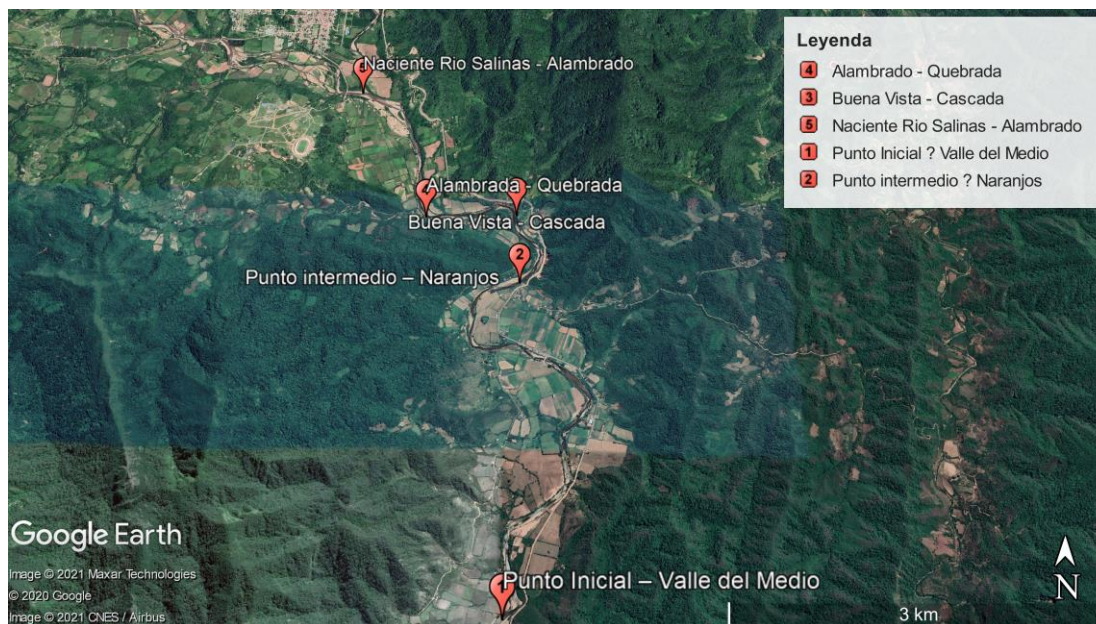 Leyenda
4 Alambrado - Quebrada
3 Buena Vista - Cascada
5 Naciente Rio Salinas - Alambrado
1 Punto Inicial ? Valle del Medio
2 Punto intermedio ? Naranjos
Naciente Rio Salinas - Alambrado
Alambrada - Quebrada
Buena Vista - Cascada
2
Punto intermedio – Naranjos
Punto Inicial – Valle del Medio
Google Earth
Image © 2021 Maxar Technologies
© 2020 Google
Image © 2021 CNES / Airbus
3 km
N